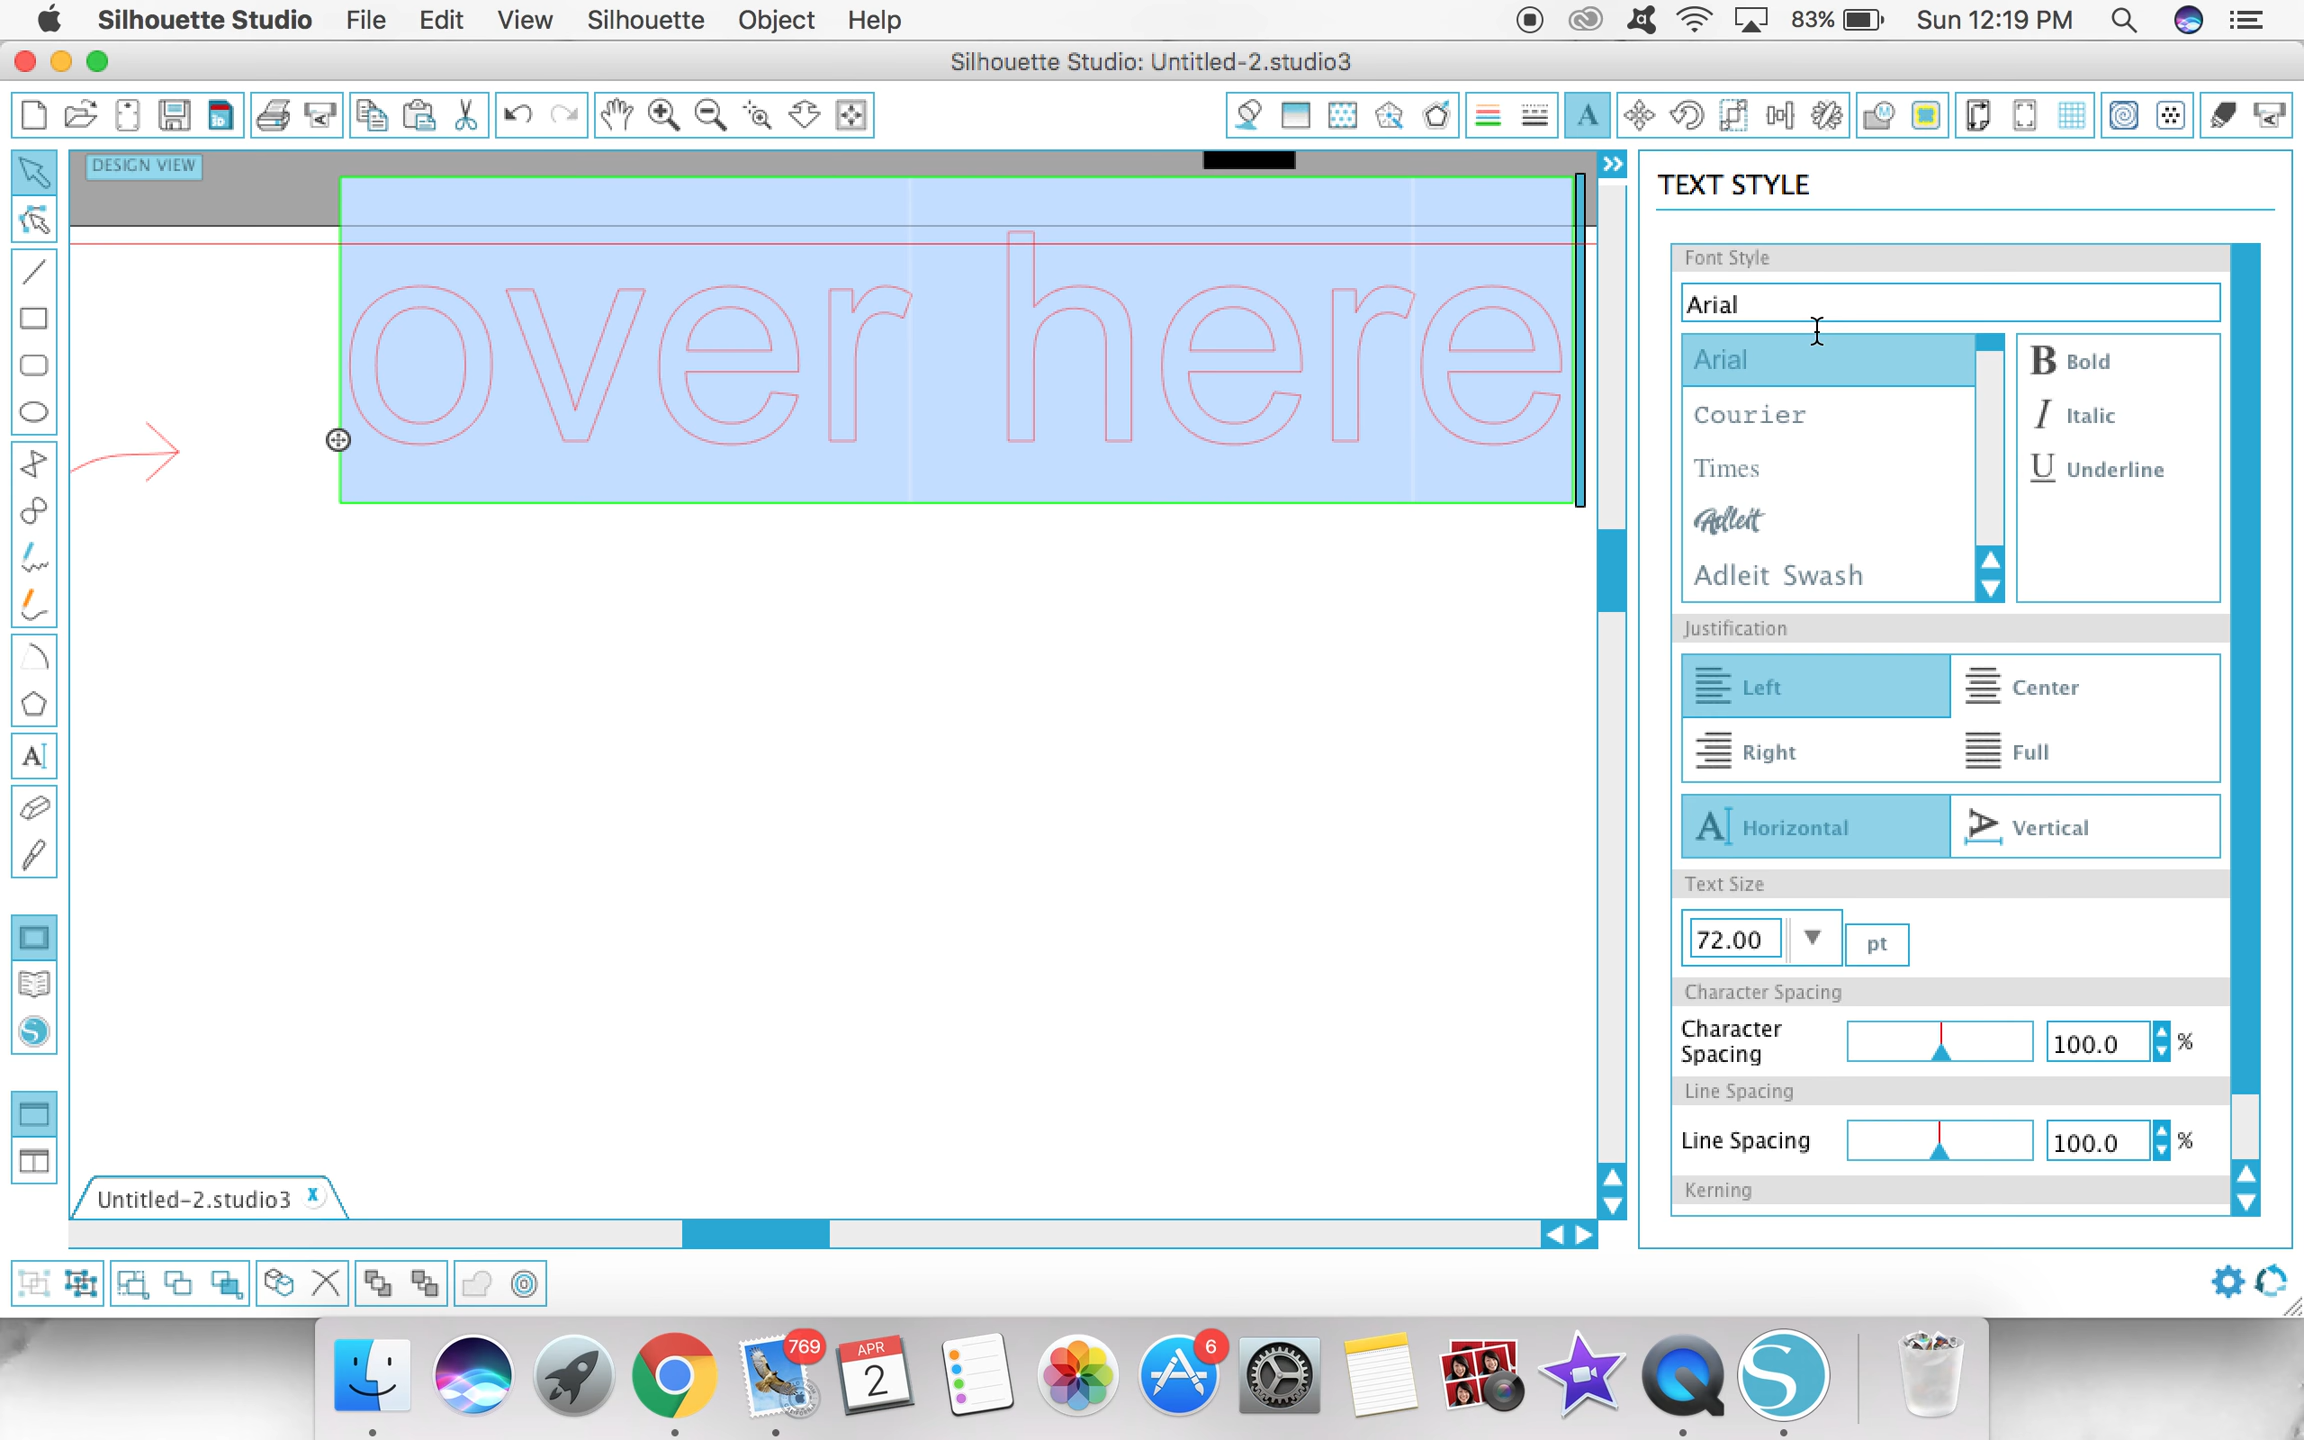 Silhouette Studio File Edit View Silhouette Object Help 83% Sun 12:19 PM
Silhouette Studio: Untitled-2.studio3
DESIGN VIEW
over here
Untitled-2.studio3 x
TEXT STYLE
Font Style
Arial
Arial
Courier
Times
Adleit
Adleit Swash
B Bold
I Italic
U Underline
Justification
Left Center
Right Full
A Horizontal A Vertical
Text Size
72.00 pt
Character Spacing
Character
Spacing 100.0 %
Line Spacing
Line Spacing 100.0 %
Kerning
769
APR
2
6